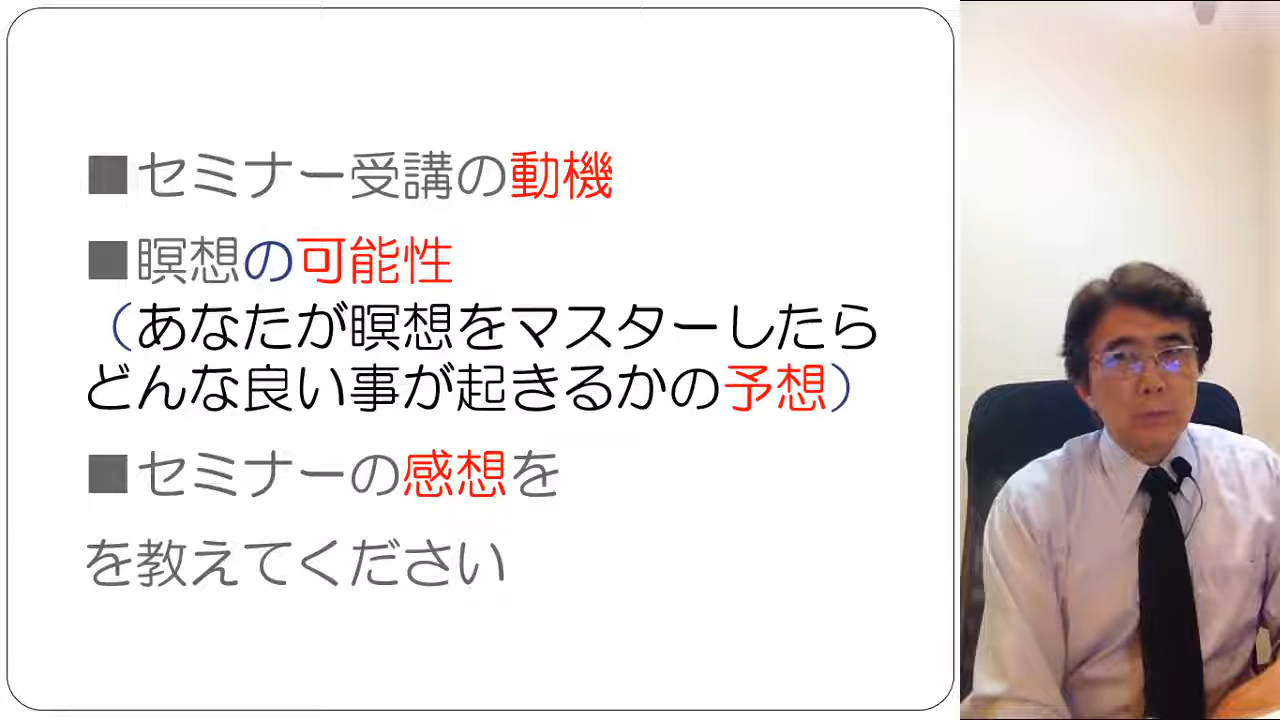 ■セミナー受講の動機
■瞑想の可能性
（あなたが瞑想をマスターしたら
どんな良い事が起きるかの予想）
■セミナーの感想を
を教えてください